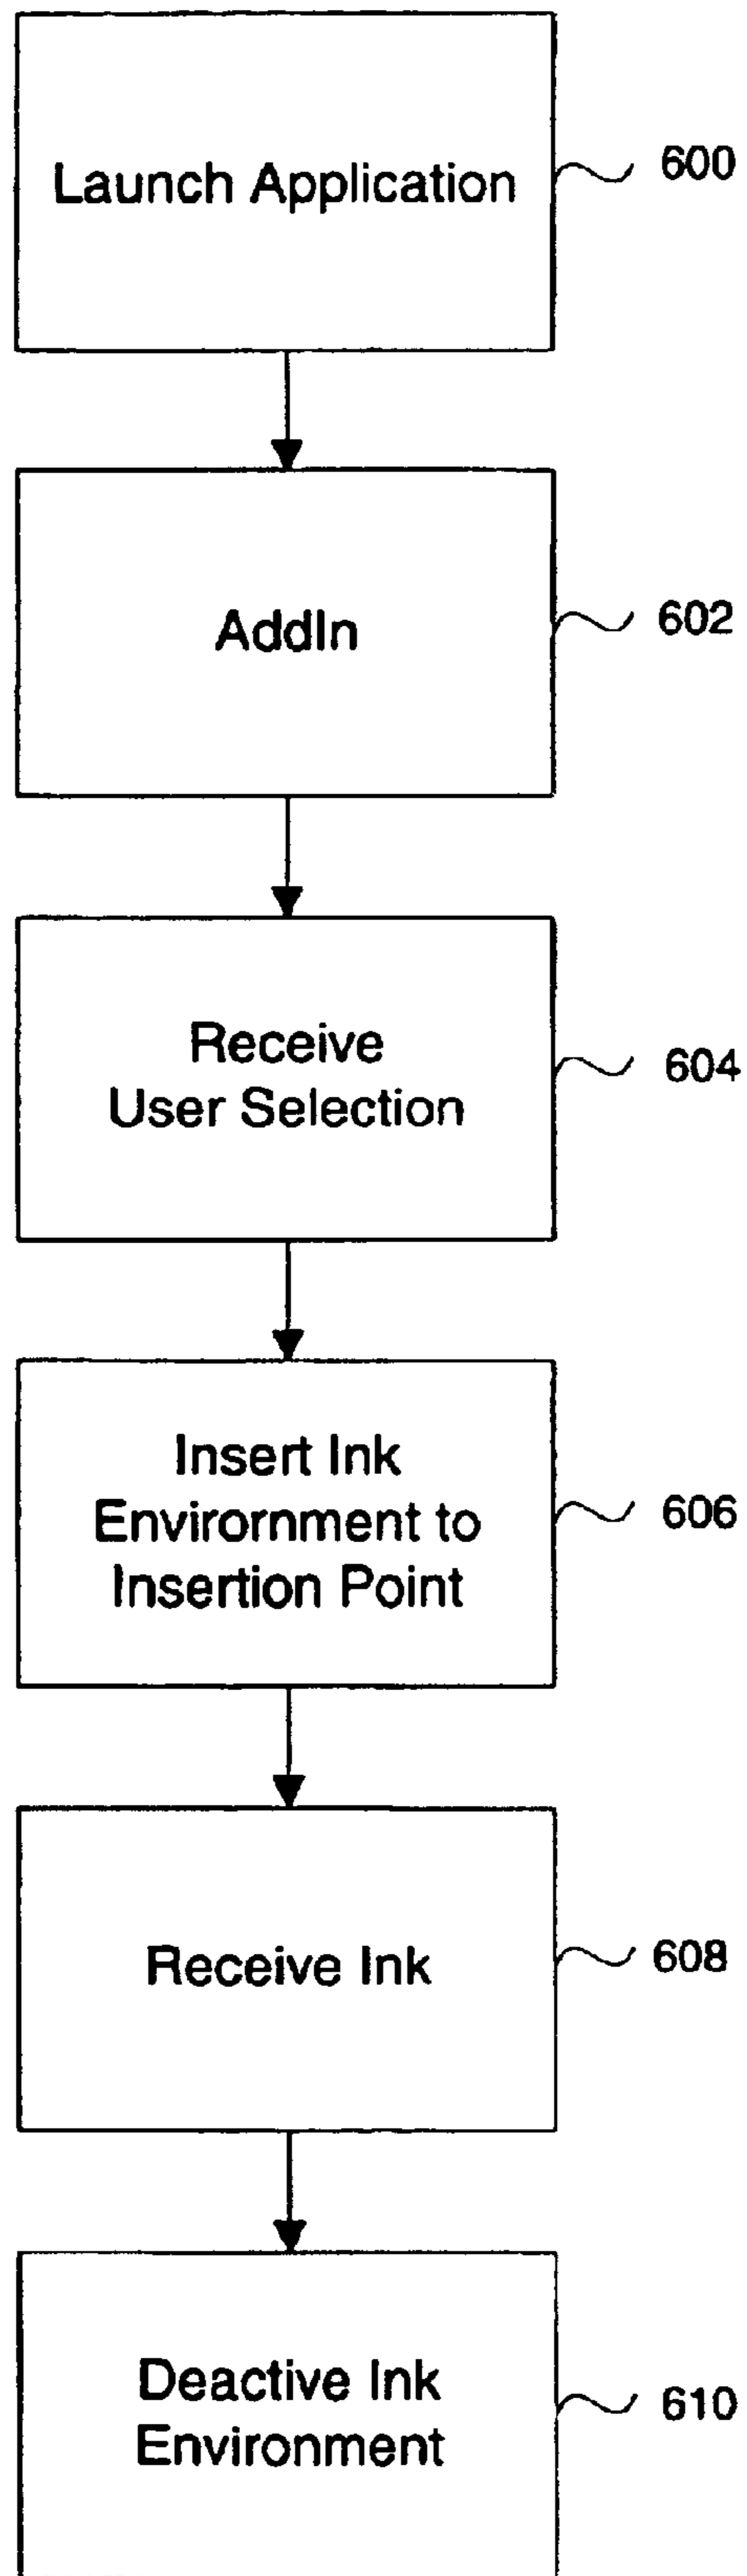 Launch Application
600
AddIn
602
Receive
User Selection
604
Insert Ink
Envirornment to
Insertion Point
606
Receive Ink
608
Deactive Ink
Environment
610